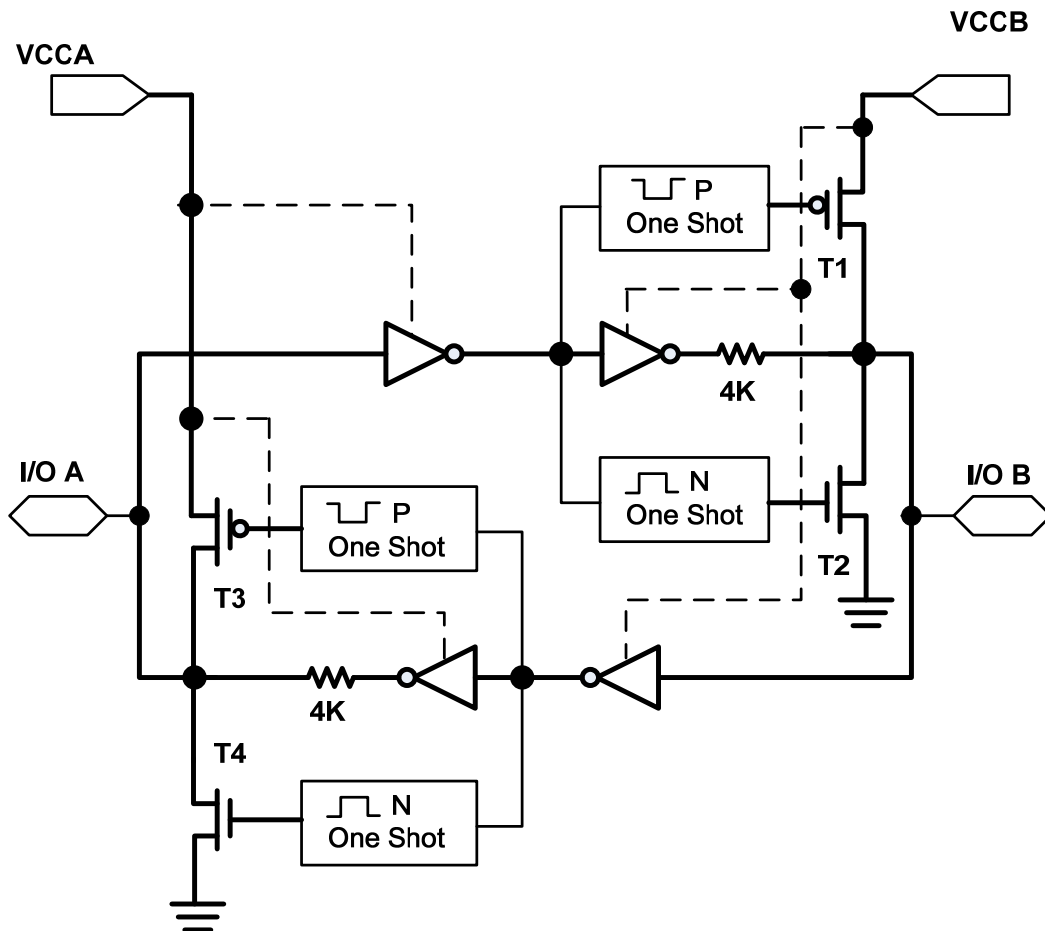 VCCB
VCCA
P
One Shot
T1
4K
I/O A
N
One Shot
I/O B
P
One Shot
T2
T3
4K
T4
N
One Shot